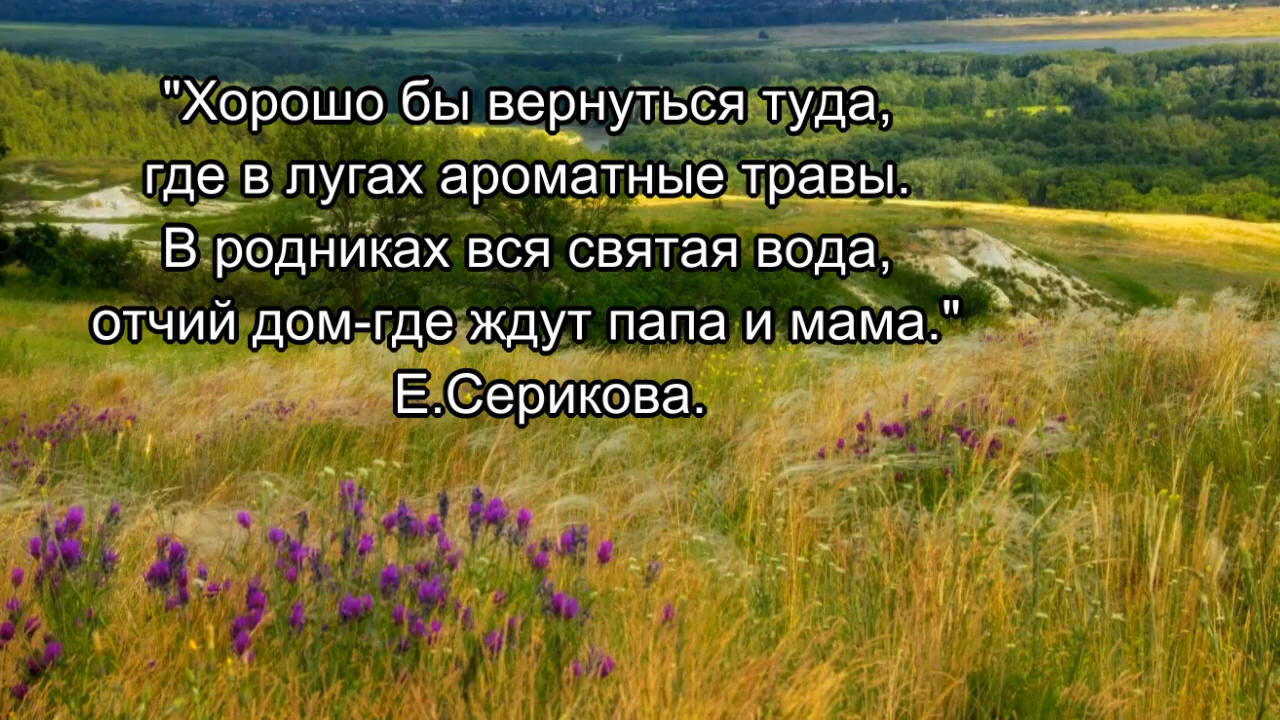 "Хорошо бы вернуться туда,
где в лугах ароматные травы.
В родниках вся святая вода,
отчий дом-где ждут папа и мама."
Е.Серикова.